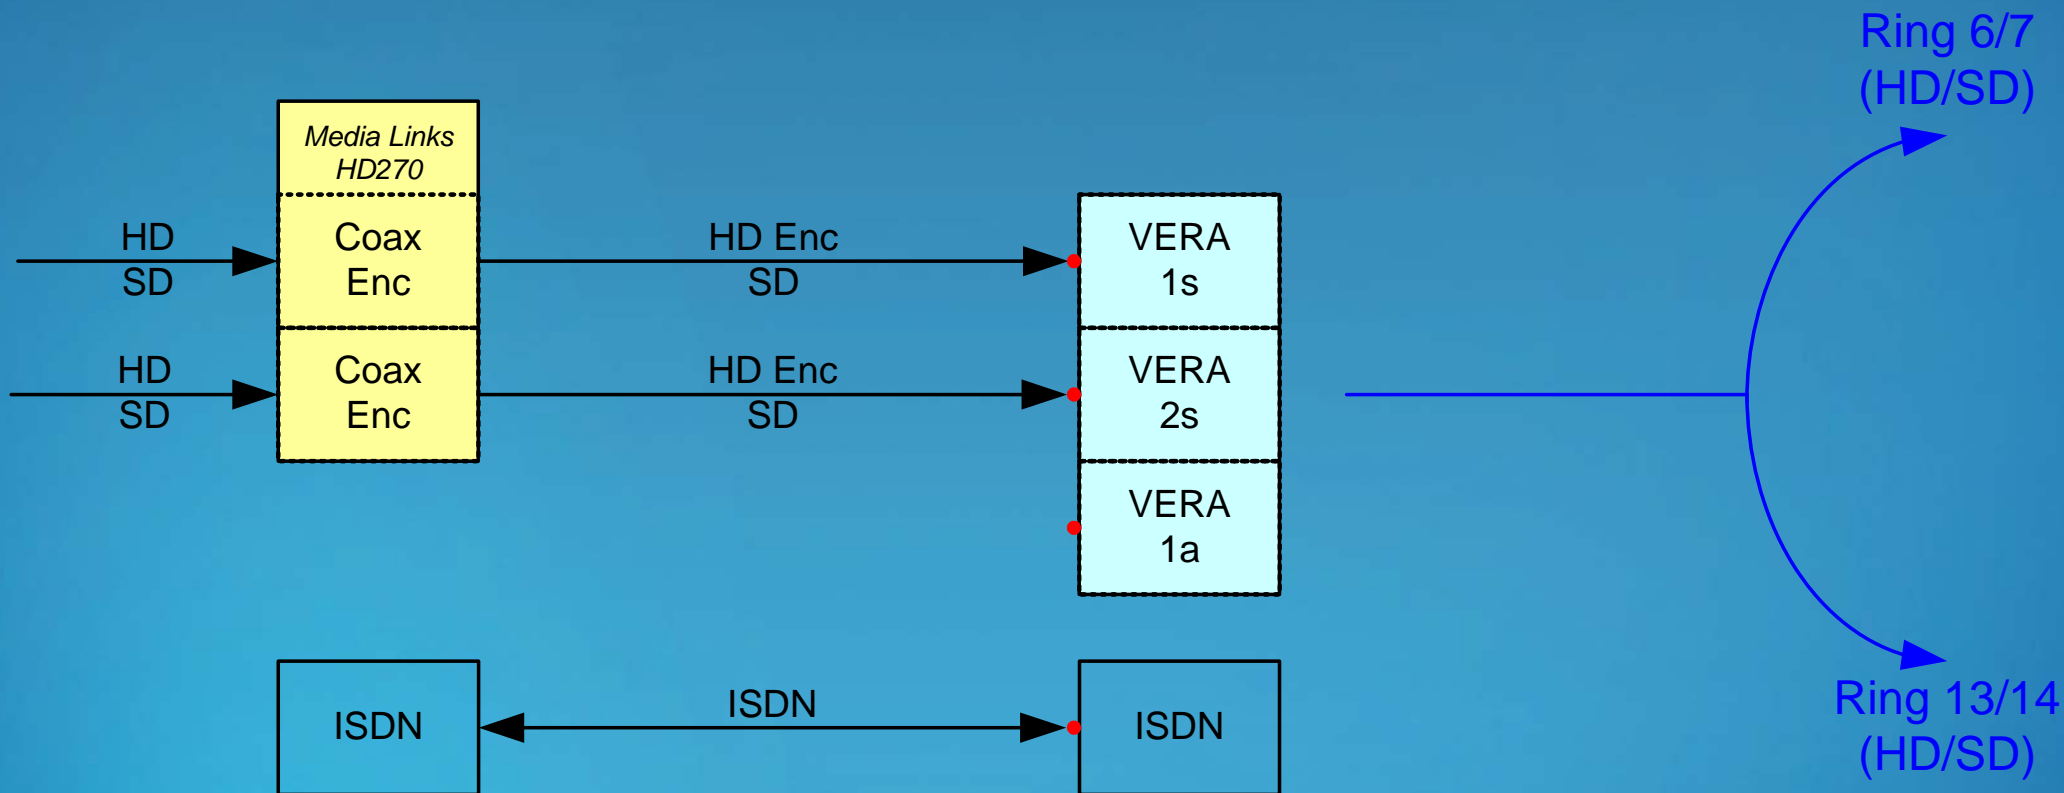 Ring 6/7
(HD/SD)
Media Links
HD270
HD
SD
Coax
Enc
HD Enc
SD
VERA
1s
HD
SD
Coax
Enc
HD Enc
SD
VERA
2s
VERA
1a
ISDN
ISDN
ISDN
Ring 13/14
(HD/SD)